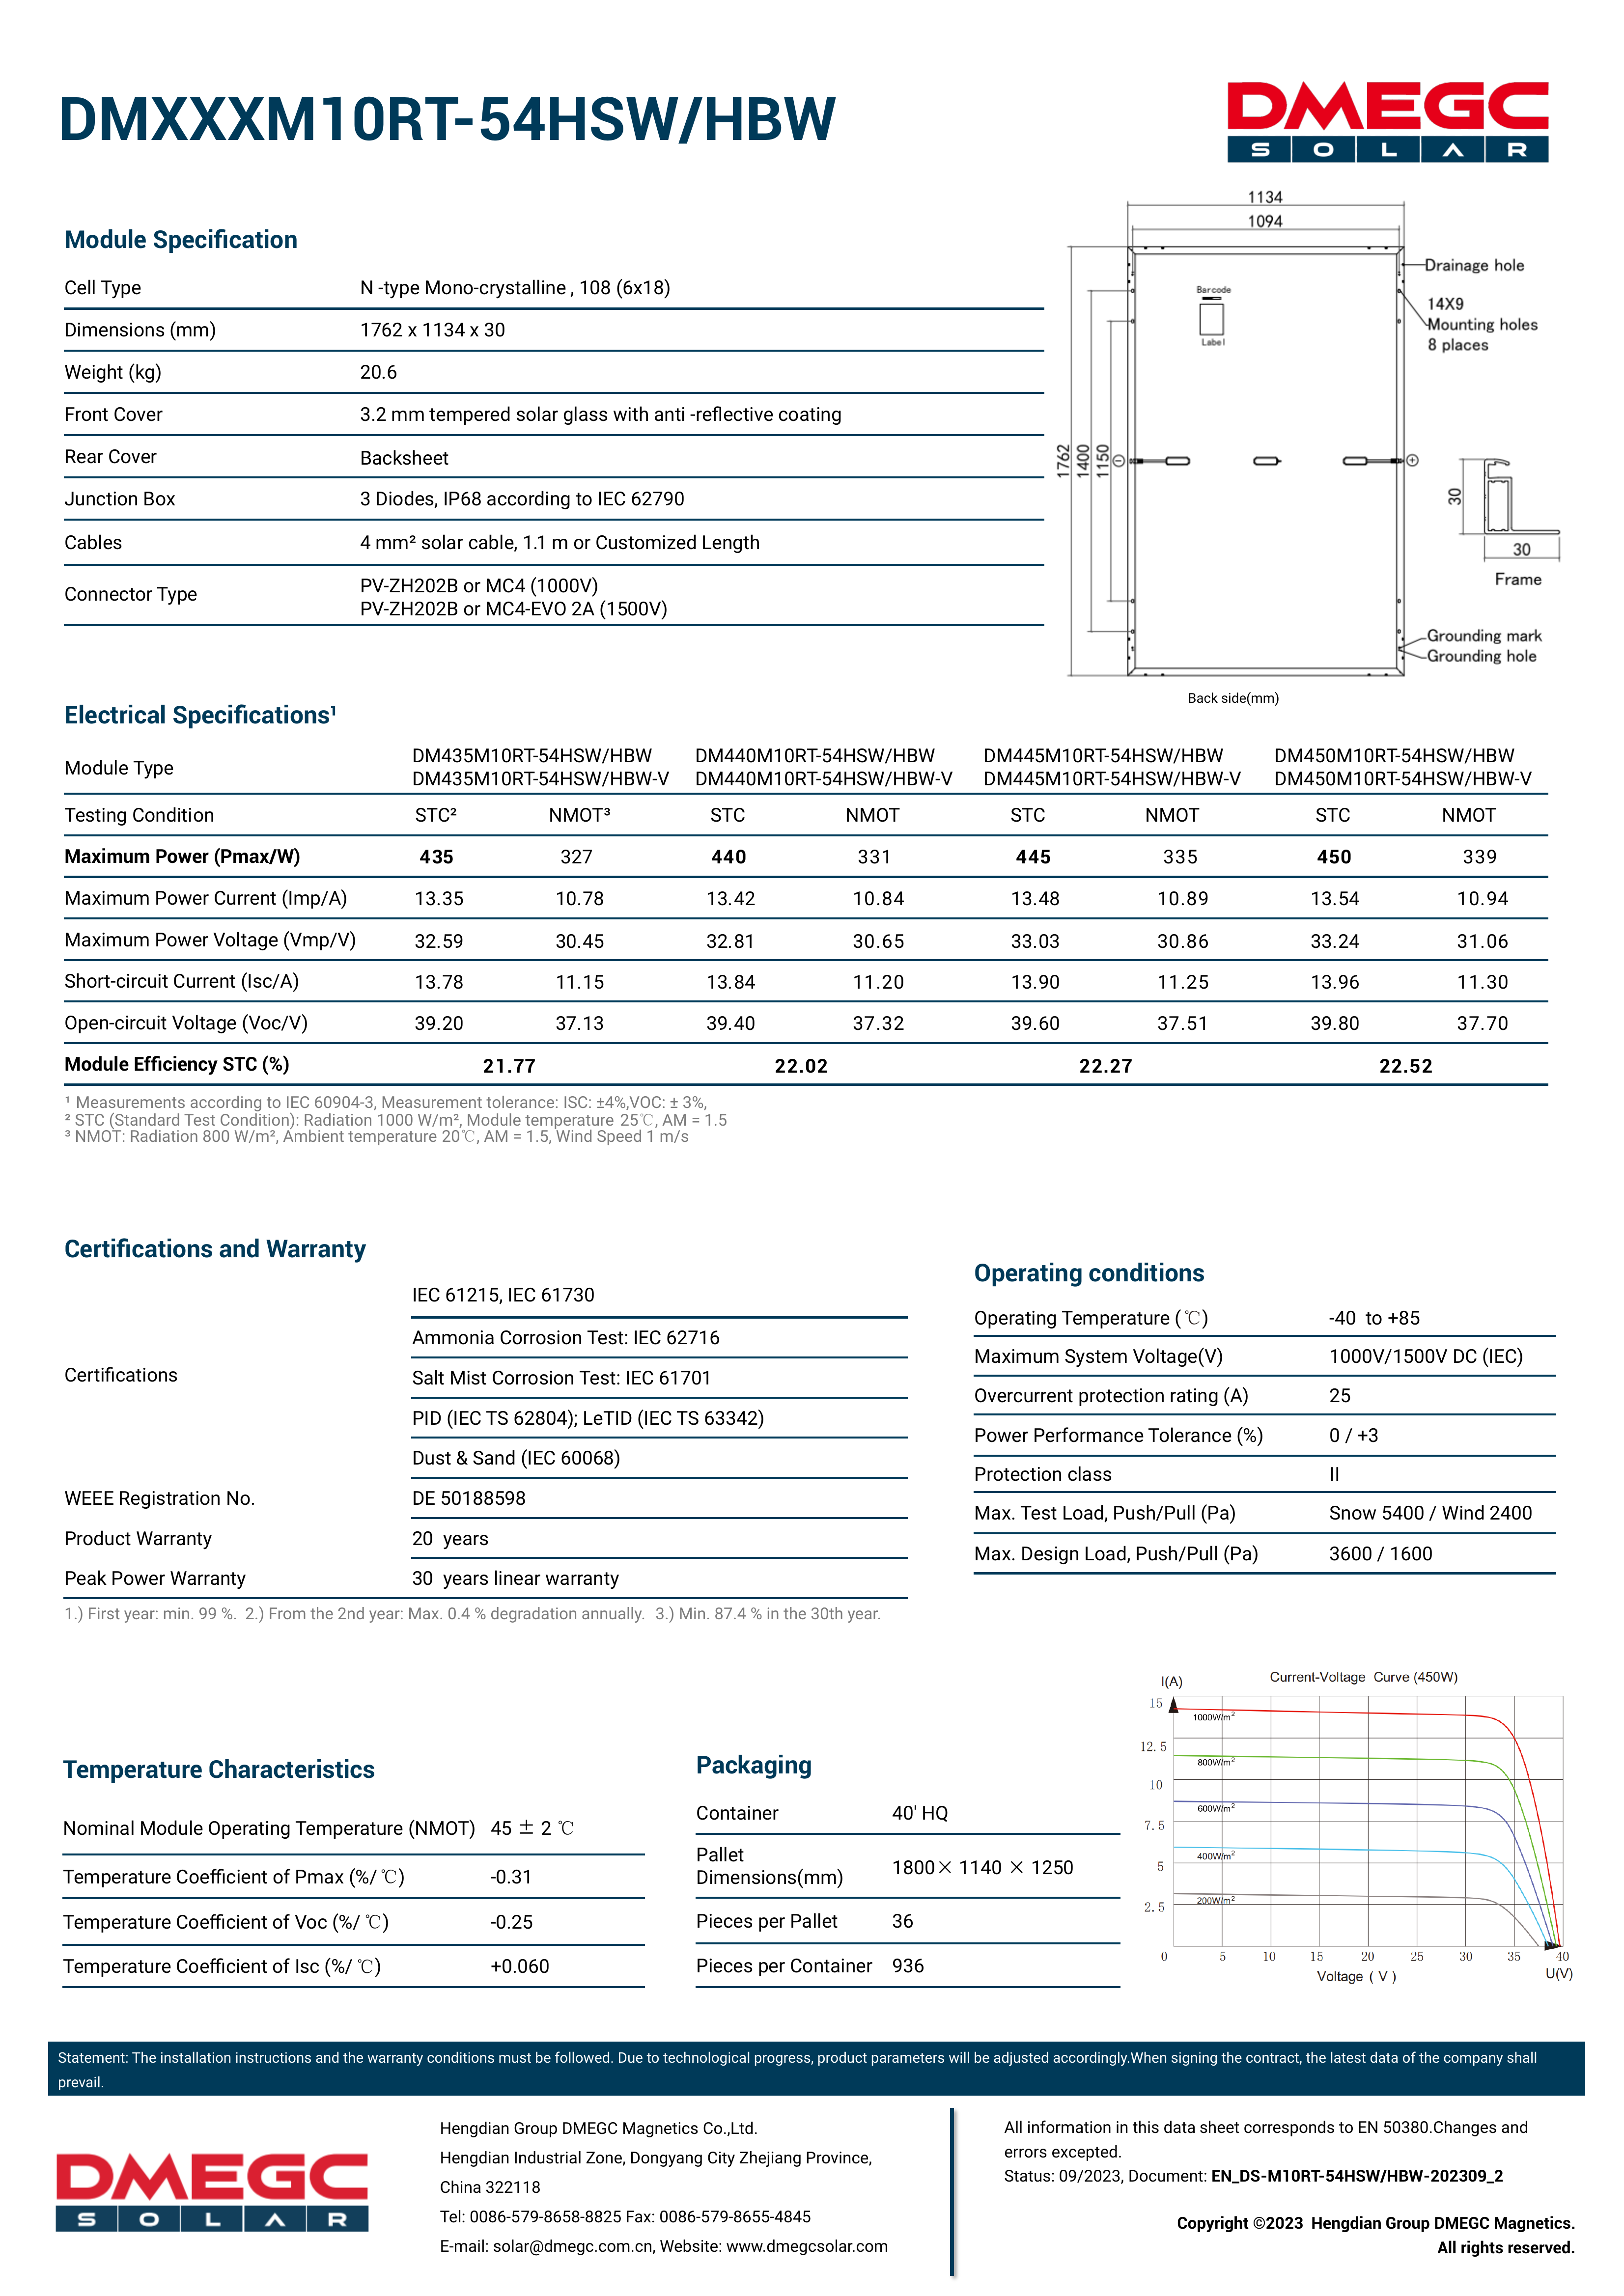 DMXXXM10RT-54HSW/HBW
DMEGC
SOLAR
Module Specification
Cell Type N -type Mono-crystalline , 108 (6x18)
Dimensions (mm) 1762 x 1134 x 30
Weight (kg) 20.6
Front Cover 3.2 mm tempered solar glass with anti -reflective coating
Rear Cover Backsheet
Junction Box 3 Diodes, IP68 according to IEC 62790
Cables 4 mm² solar cable, 1.1 m or Customized Length
Connector Type PV-ZH202B or MC4 (1000V)
PV-ZH202B or MC4-EVO 2A (1500V)
1134
1094
Drainage hole
14X9
Mounting holes
8 places
Barcode
Label
1762
1400
1150
30
30
Frame
Grounding mark
Grounding hole
Back side(mm)
Electrical Specifications¹
Module Type DM435M10RT-54HSW/HBW DM440M10RT-54HSW/HBW DM445M10RT-54HSW/HBW DM450M10RT-54HSW/HBW
DM435M10RT-54HSW/HBW-V DM440M10RT-54HSW/HBW-V DM445M10RT-54HSW/HBW-V DM450M10RT-54HSW/HBW-V
Testing Condition STC² NMOT³ STC NMOT STC NMOT STC NMOT
Maximum Power (Pmax/W) 435 327 440 331 445 335 450 339
Maximum Power Current (Imp/A) 13.35 10.78 13.42 10.84 13.48 10.89 13.54 10.94
Maximum Power Voltage (Vmp/V) 32.59 30.45 32.81 30.65 33.03 30.86 33.24 31.06
Short-circuit Current (Isc/A) 13.78 11.15 13.84 11.20 13.90 11.25 13.96 11.30
Open-circuit Voltage (Voc/V) 39.20 37.13 39.40 37.32 39.60 37.51 39.80 37.70
Module Efficiency STC (%) 21.77 22.02 22.27 22.52
¹ Measurements according to IEC 60904-3, Measurement tolerance: ISC: ±4%,VOC: ± 3%,
² STC (Standard Test Condition): Radiation 1000 W/m², Module temperature 25℃, AM = 1.5
³ NMOT: Radiation 800 W/m², Ambient temperature 20℃, AM = 1.5, Wind Speed 1 m/s
Certifications and Warranty
Certifications
IEC 61215, IEC 61730
Ammonia Corrosion Test: IEC 62716
Salt Mist Corrosion Test: IEC 61701
PID (IEC TS 62804); LeTID (IEC TS 63342)
Dust & Sand (IEC 60068)
WEEE Registration No. DE 50188598
Product Warranty 20 years
Peak Power Warranty 30 years linear warranty
1.) First year: min. 99 %. 2.) From the 2nd year: Max. 0.4 % degradation annually. 3.) Min. 87.4 % in the 30th year.
Operating conditions
Operating Temperature (℃) -40 to +85
Maximum System Voltage(V) 1000V/1500V DC (IEC)
Overcurrent protection rating (A) 25
Power Performance Tolerance (%) 0 / +3
Protection class II
Max. Test Load, Push/Pull (Pa) Snow 5400 / Wind 2400
Max. Design Load, Push/Pull (Pa) 3600 / 1600
Temperature Characteristics
Nominal Module Operating Temperature (NMOT) 45 ± 2 ℃
Temperature Coefficient of Pmax (%/℃) -0.31
Temperature Coefficient of Voc (%/℃) -0.25
Temperature Coefficient of Isc (%/℃) +0.060
Packaging
Container 40' HQ
Pallet
Dimensions(mm) 1800× 1140 × 1250
Pieces per Pallet 36
Pieces per Container 936
I(A) Current-Voltage Curve (450W)
15
12.5
10
7.5
5
2.5
1000W/m²
800W/m²
600W/m²
400W/m²
200W/m²
0 5 10 15 20 25 30 35 40
Voltage ( V ) U(V)
Statement: The installation instructions and the warranty conditions must be followed. Due to technological progress, product parameters will be adjusted accordingly.When signing the contract, the latest data of the company shall
prevail.
DMEGC
SOLAR
Hengdian Group DMEGC Magnetics Co.,Ltd.
Hengdian Industrial Zone, Dongyang City Zhejiang Province,
China 322118
Tel: 0086-579-8658-8825 Fax: 0086-579-8655-4845
E-mail: solar@dmegc.com.cn, Website: www.dmegcsolar.com
All information in this data sheet corresponds to EN 50380.Changes and
errors excepted.
Status: 09/2023, Document: EN_DS-M10RT-54HSW/HBW-202309_2
Copyright ©2023 Hengdian Group DMEGC Magnetics.
All rights reserved.